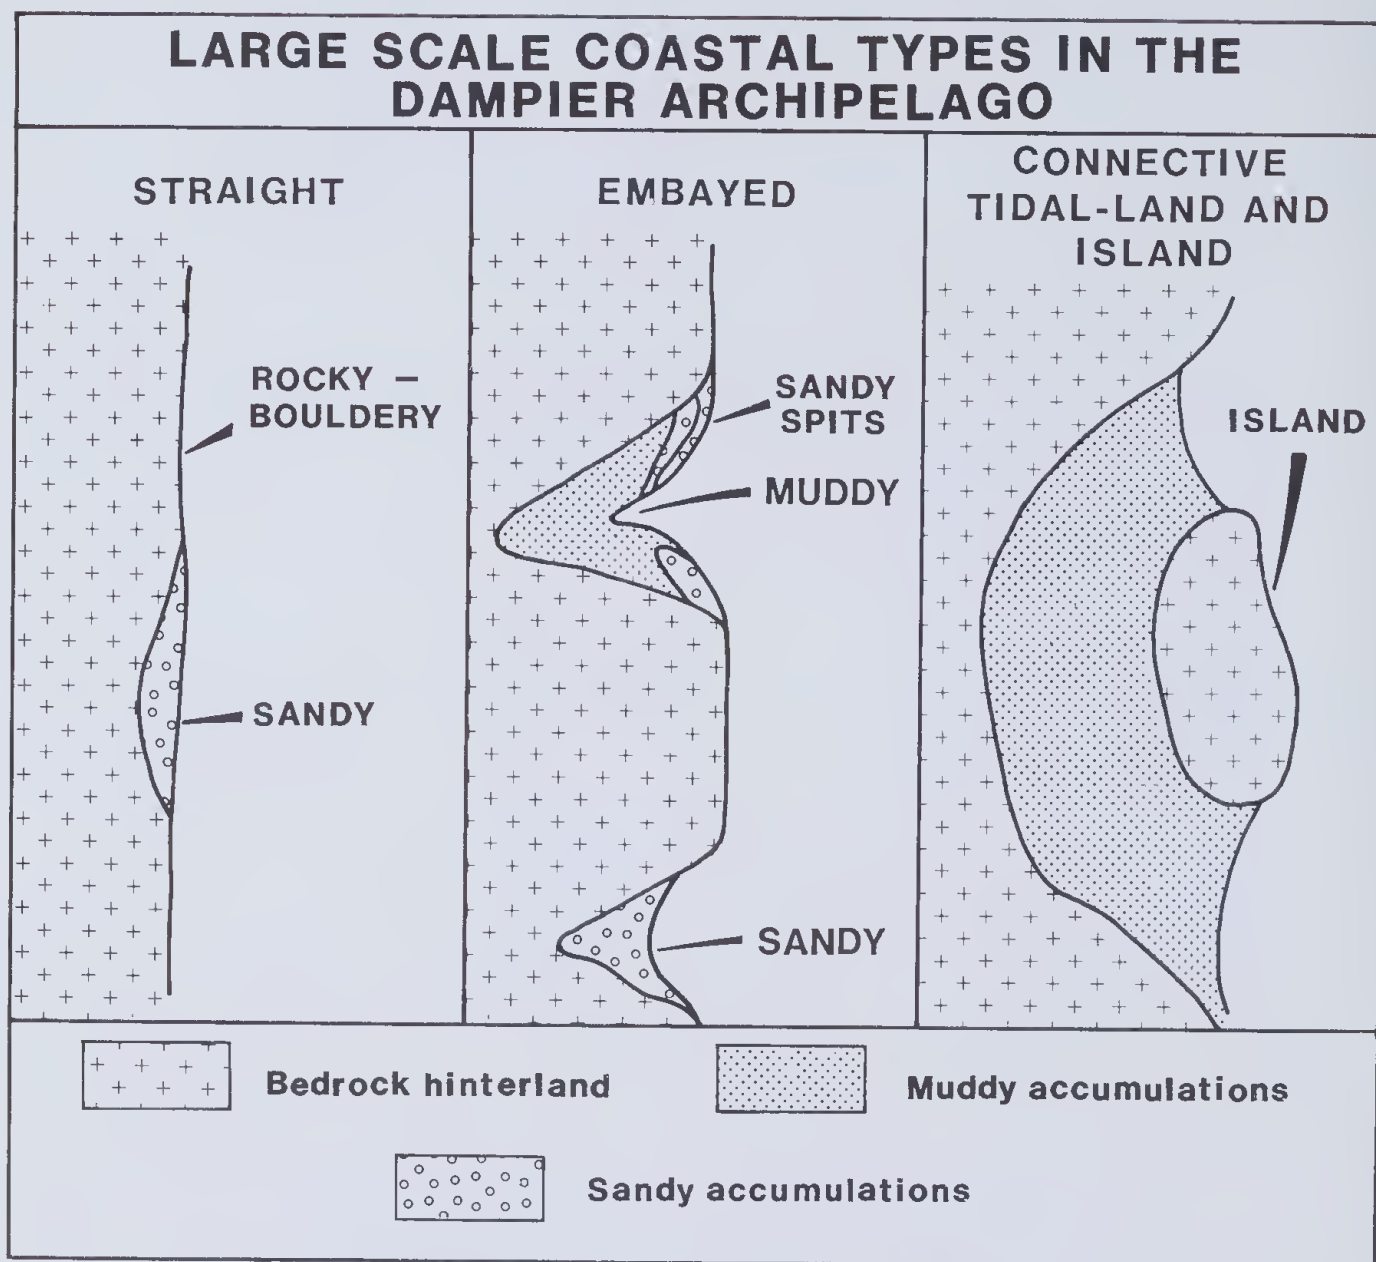 LARGE SCALE COASTAL TYPES IN THE
DAMPIER ARCHIPELAGO
STRAIGHT
ROCKY –
BOULDERY
SANDY
EMBAYED
SANDY
SPITS
MUDDY
SANDY
CONNECTIVE
TIDAL-LAND AND
ISLAND
ISLAND
Bedrock hinterland
Muddy accumulations
Sandy accumulations